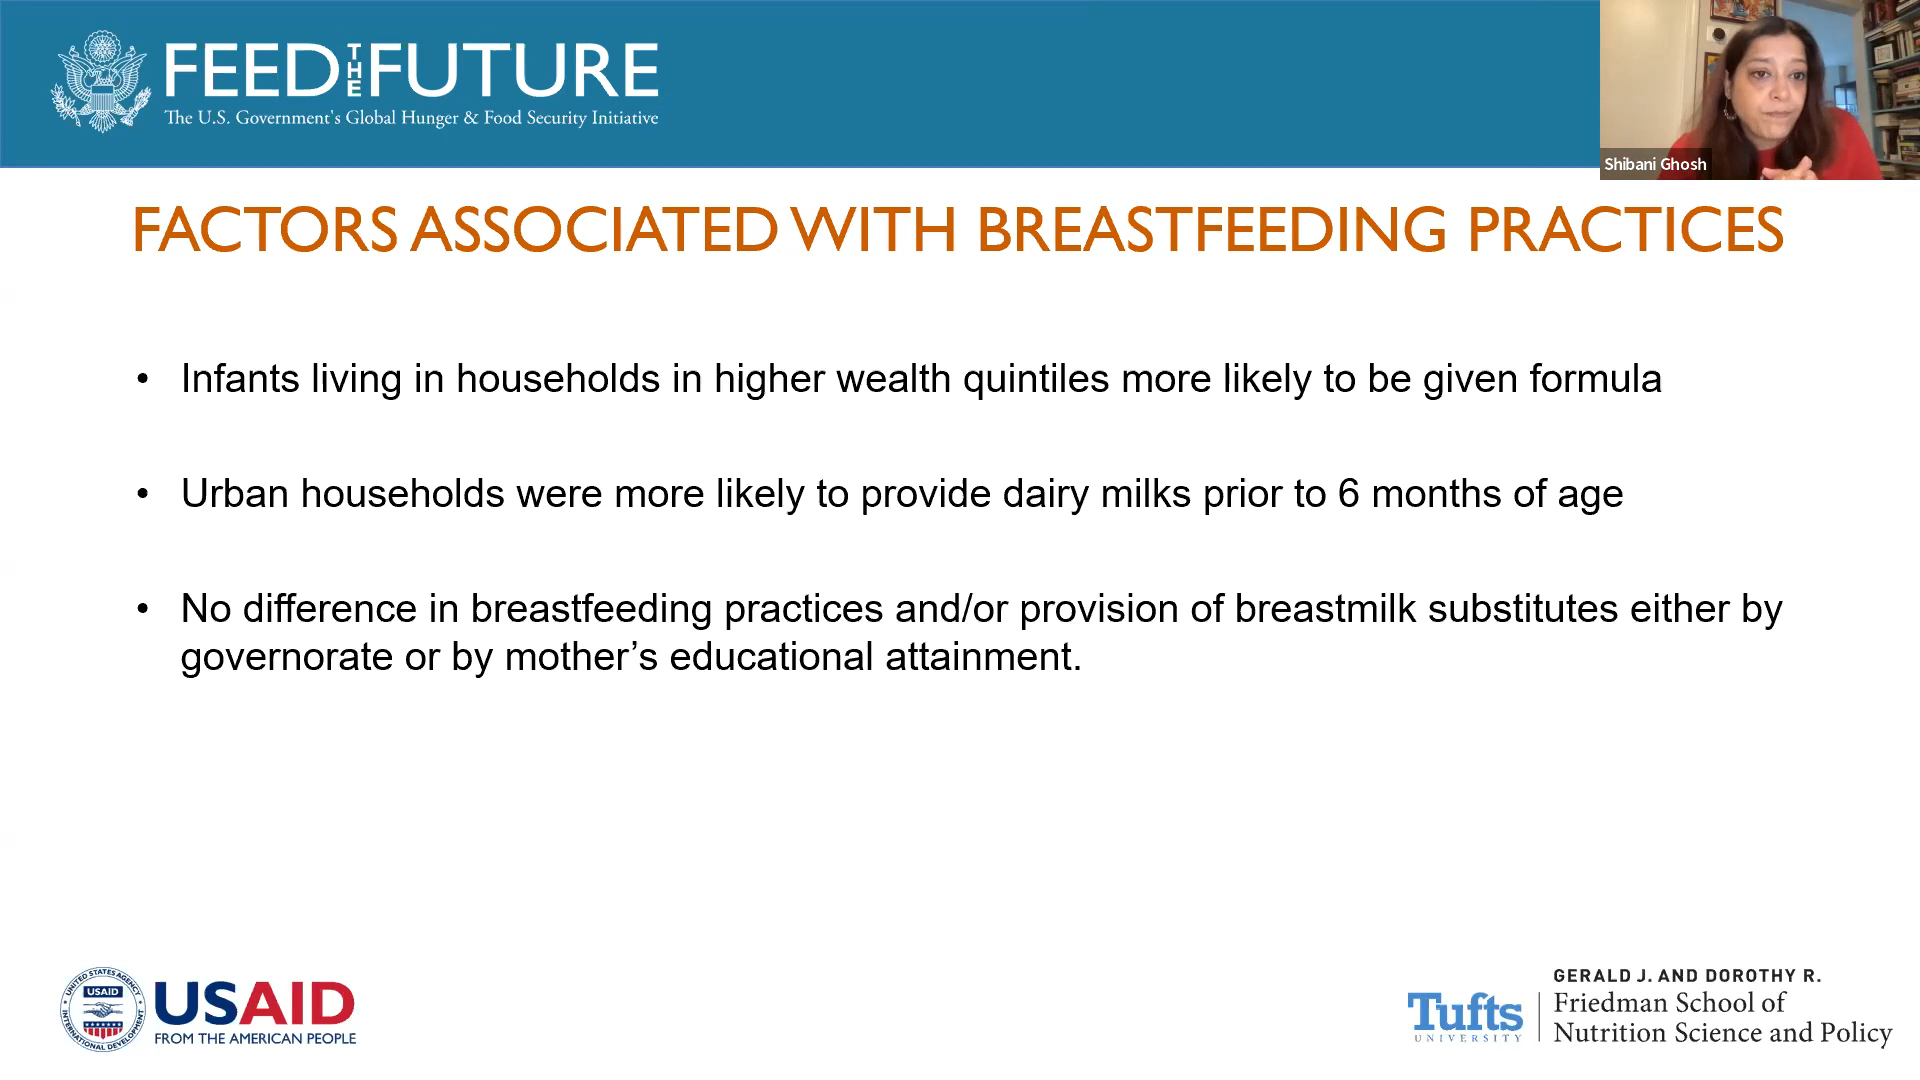 FEED THE FUTURE
The U.S. Government's Global Hunger & Food Security Initiative
Shibani Ghosh
FACTORS ASSOCIATED WITH BREASTFEEDING PRACTICES
• Infants living in households in higher wealth quintiles more likely to be given formula
• Urban households were more likely to provide dairy milks prior to 6 months of age
• No difference in breastfeeding practices and/or provision of breastmilk substitutes either by
governorate or by mother’s educational attainment.
UNITED STATES AGENCY
USAID
INTERNATIONAL DEVELOPMENT
USAID
FROM THE AMERICAN PEOPLE
Tufts
UNIVERSITY
GERALD J. AND DOROTHY R.
Friedman School of
Nutrition Science and Policy